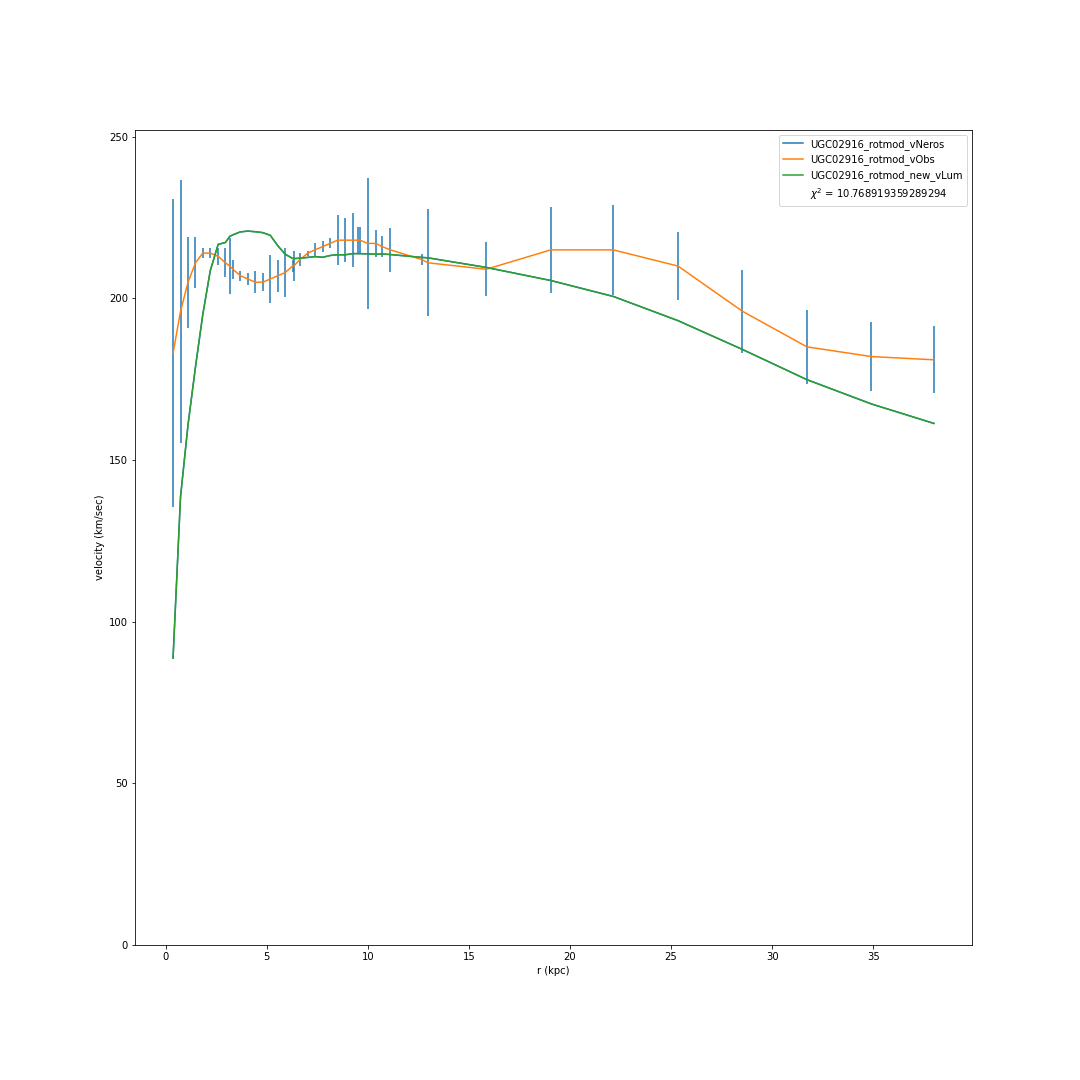 250
200
150
100
50
0
velocity (km/sec)
UGC02916_rotmod_vNeros
UGC02916_rotmod_vObs
UGC02916_rotmod_new_vLum
χ² = 10.768919359289294
0 5 10 15 20 25 30 35
r (kpc)